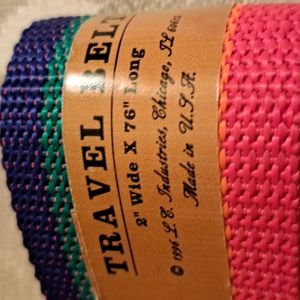 TRAVEL BELT
2" Wide X 76" Long
© 1996 L.E. Industries, Chicago, IL
Made in U.S.A.